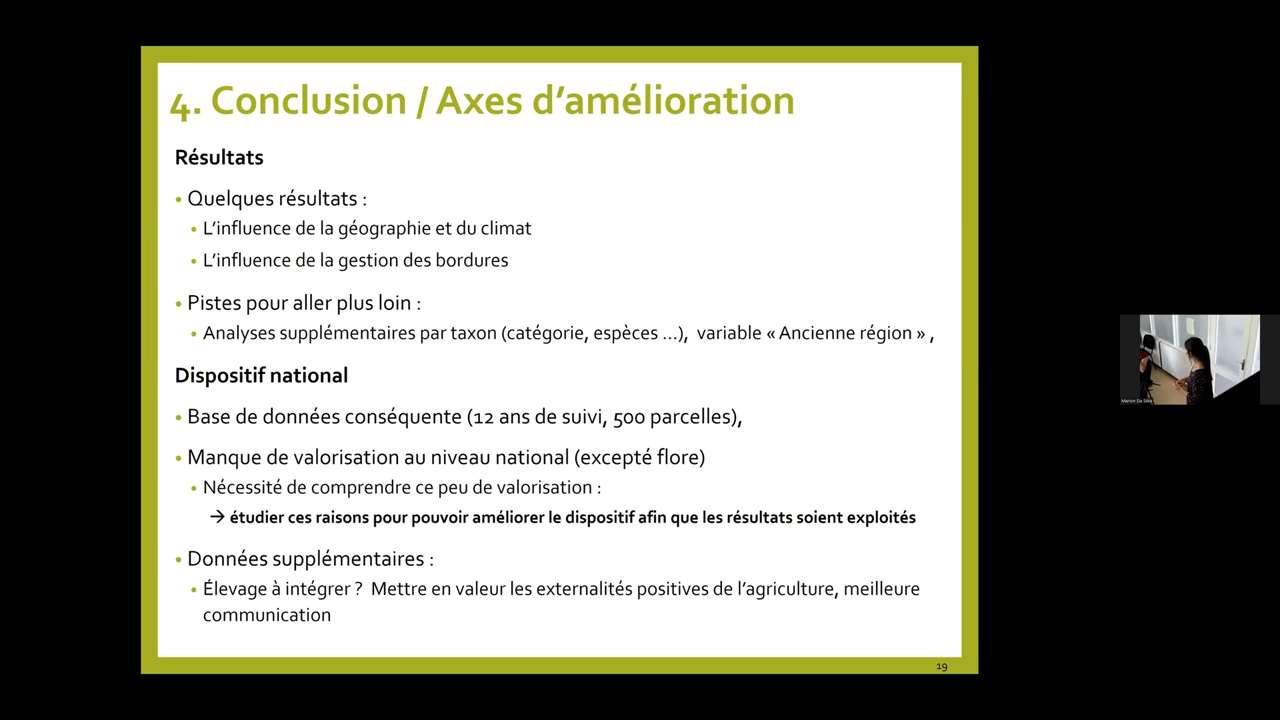 4. Conclusion / Axes d’amélioration
Résultats
• Quelques résultats :
• L’influence de la géographie et du climat
• L’influence de la gestion des bordures
• Pistes pour aller plus loin :
• Analyses supplémentaires par taxon (catégorie, espèces ...), variable « Ancienne région » ,
Dispositif national
• Base de données conséquente (12 ans de suivi, 500 parcelles),
• Manque de valorisation au niveau national (excepté flore)
• Nécessité de comprendre ce peu de valorisation :
→ étudier ces raisons pour pouvoir améliorer le dispositif afin que les résultats soient exploités
• Données supplémentaires :
• Élevage à intégrer ? Mettre en valeur les externalités positives de l’agriculture, meilleure
communication
19
Marion Da Silva